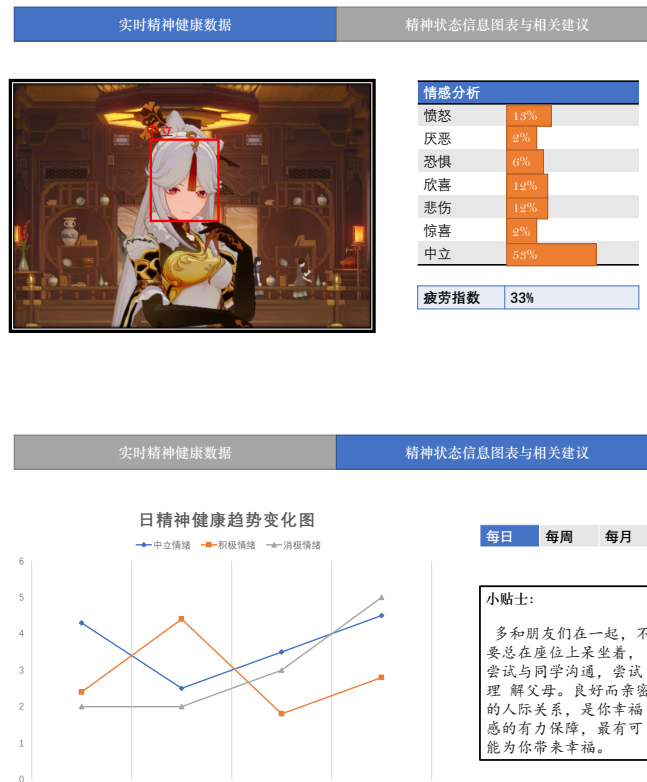 实时精神健康数据
精神状态信息图表与相关建议
中立
情感分析
愤怒 13%
厌恶 2%
恐惧 6%
欣喜 12%
悲伤 12%
惊喜 2%
中立 53%
疲劳指数 33%
实时精神健康数据
精神状态信息图表与相关建议
日精神健康趋势变化图
中立情绪 积极情绪 消极情绪
6
5
4
3
2
1
0
每日 每周 每月
小贴士:
多和朋友们在一起, 不
要总在座位上呆坐着,
尝试与同学沟通, 尝试
理 解父母。良好而亲密
的人际关系, 是你幸福
感的有力保障, 最有可
能为你带来幸福。